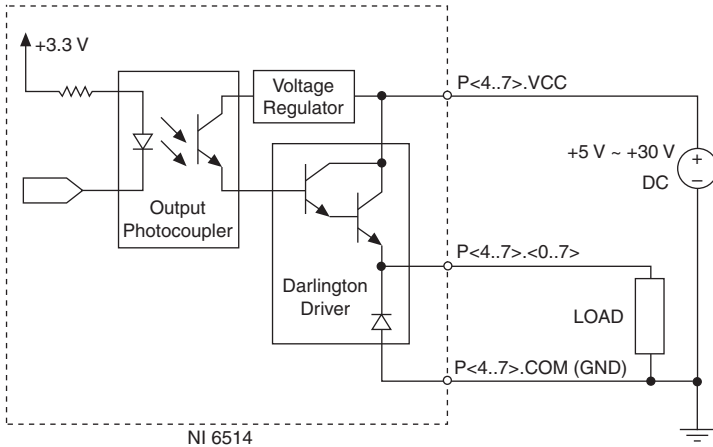 +3.3 V
Voltage
Regulator
P<4..7>.VCC
+5 V ~ +30 V
DC
+
−
Output
Photocoupler
P<4..7>.<0..7>
Darlington
Driver
LOAD
P<4..7>.COM (GND)
NI 6514